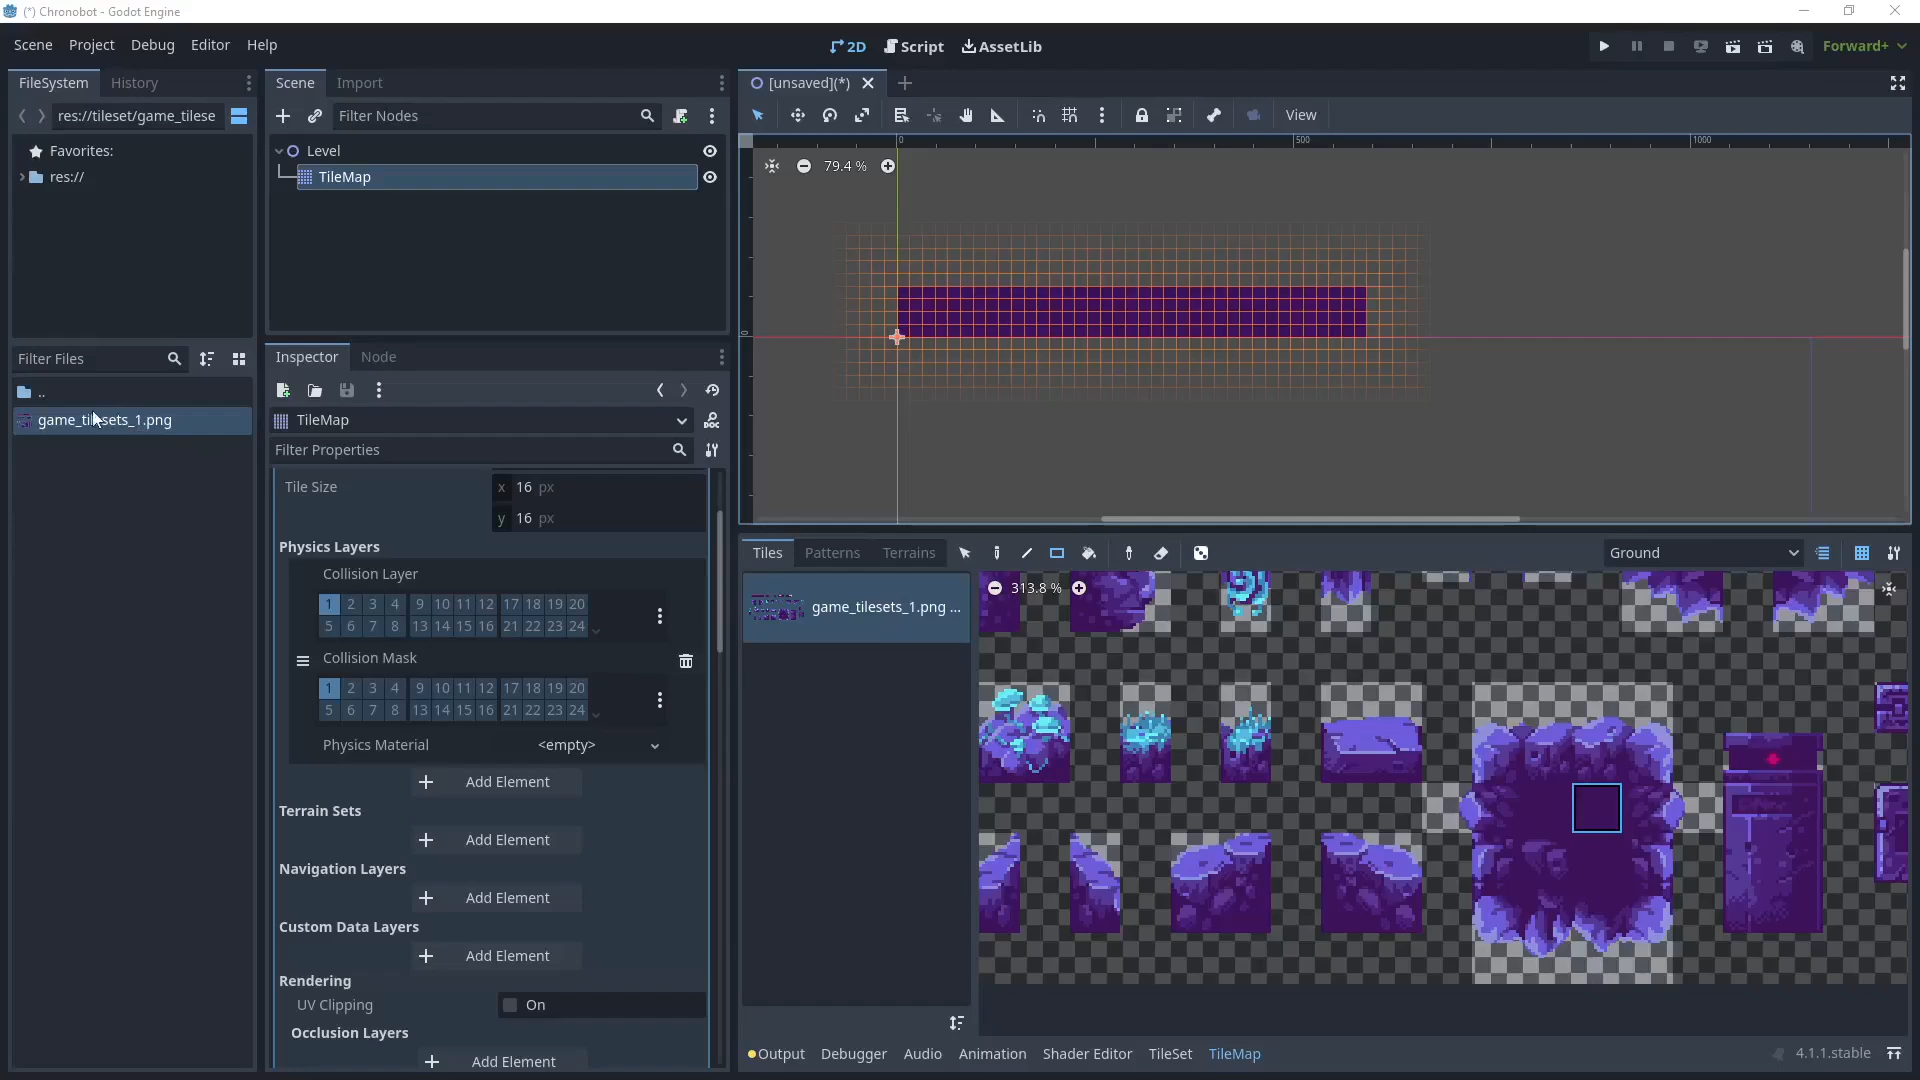 (*) Chronobot - Godot Engine
Scene Project Debug Editor Help
2D Script AssetLib
Forward+
FileSystem History
Scene Import
[unsaved](*)
res://tileset/game_tilese
Filter Nodes
View
Favorites:
res://
Level
TileMap
0 500 1000
79.4 %
0
Filter Files
..
game_tilesets_1.png
Inspector Node
TileMap
Filter Properties
Tile Size x 16 px
y 16 px
Physics Layers
Collision Layer
1 2 3 4 9 10 11 12 17 18 19 20
5 6 7 8 13 14 15 16 21 22 23 24
Collision Mask
1 2 3 4 9 10 11 12 17 18 19 20
5 6 7 8 13 14 15 16 21 22 23 24
Physics Material <empty>
Add Element
Terrain Sets
Add Element
Navigation Layers
Add Element
Custom Data Layers
Add Element
Rendering
UV Clipping On
Occlusion Layers
Add Element
Tiles Patterns Terrains
Ground
game_tilesets_1.png ...
313.8 %
Output Debugger Audio Animation Shader Editor TileSet TileMap
4.1.1.stable